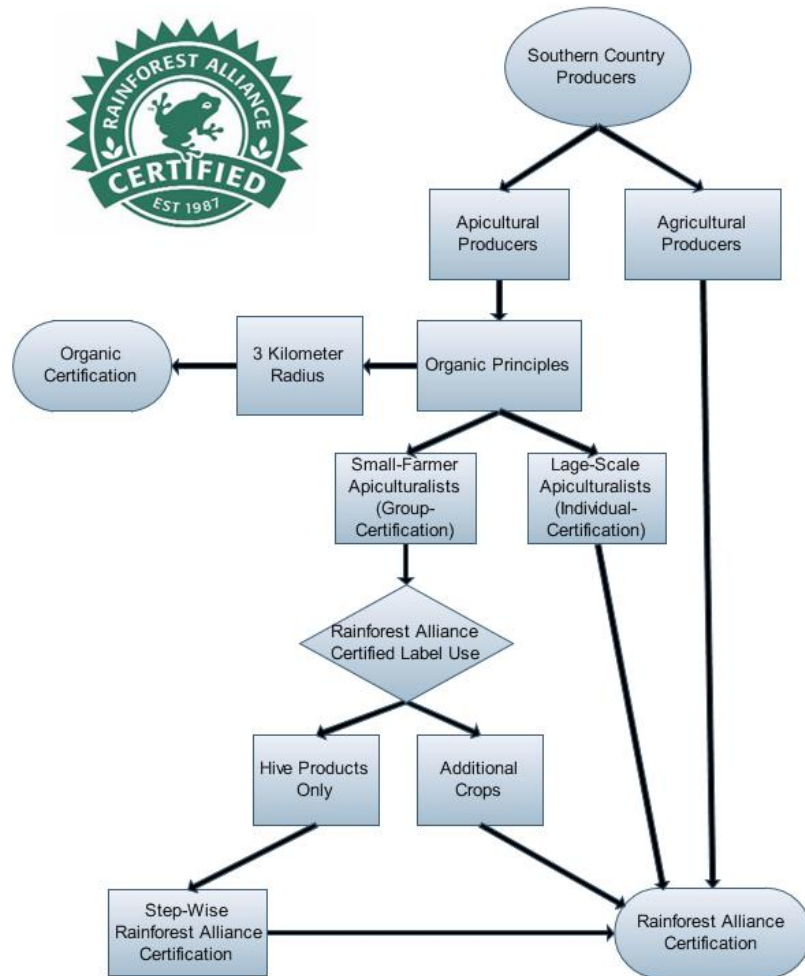 RAINFOREST ALLIANCE
CERTIFIED
EST 1987
Southern Country
Producers
Apicultural
Producers
Agricultural
Producers
Organic
Certification
3 Kilometer
Radius
Organic Principles
Small-Farmer
Apiculturalists
(Group-
Certification)
Lage-Scale
Apiculturalists
(Individual-
Certification)
Rainforest Alliance
Certified Label Use
Hive Products
Only
Additional
Crops
Step-Wise
Rainforest Alliance
Certification
Rainforest Alliance
Certification